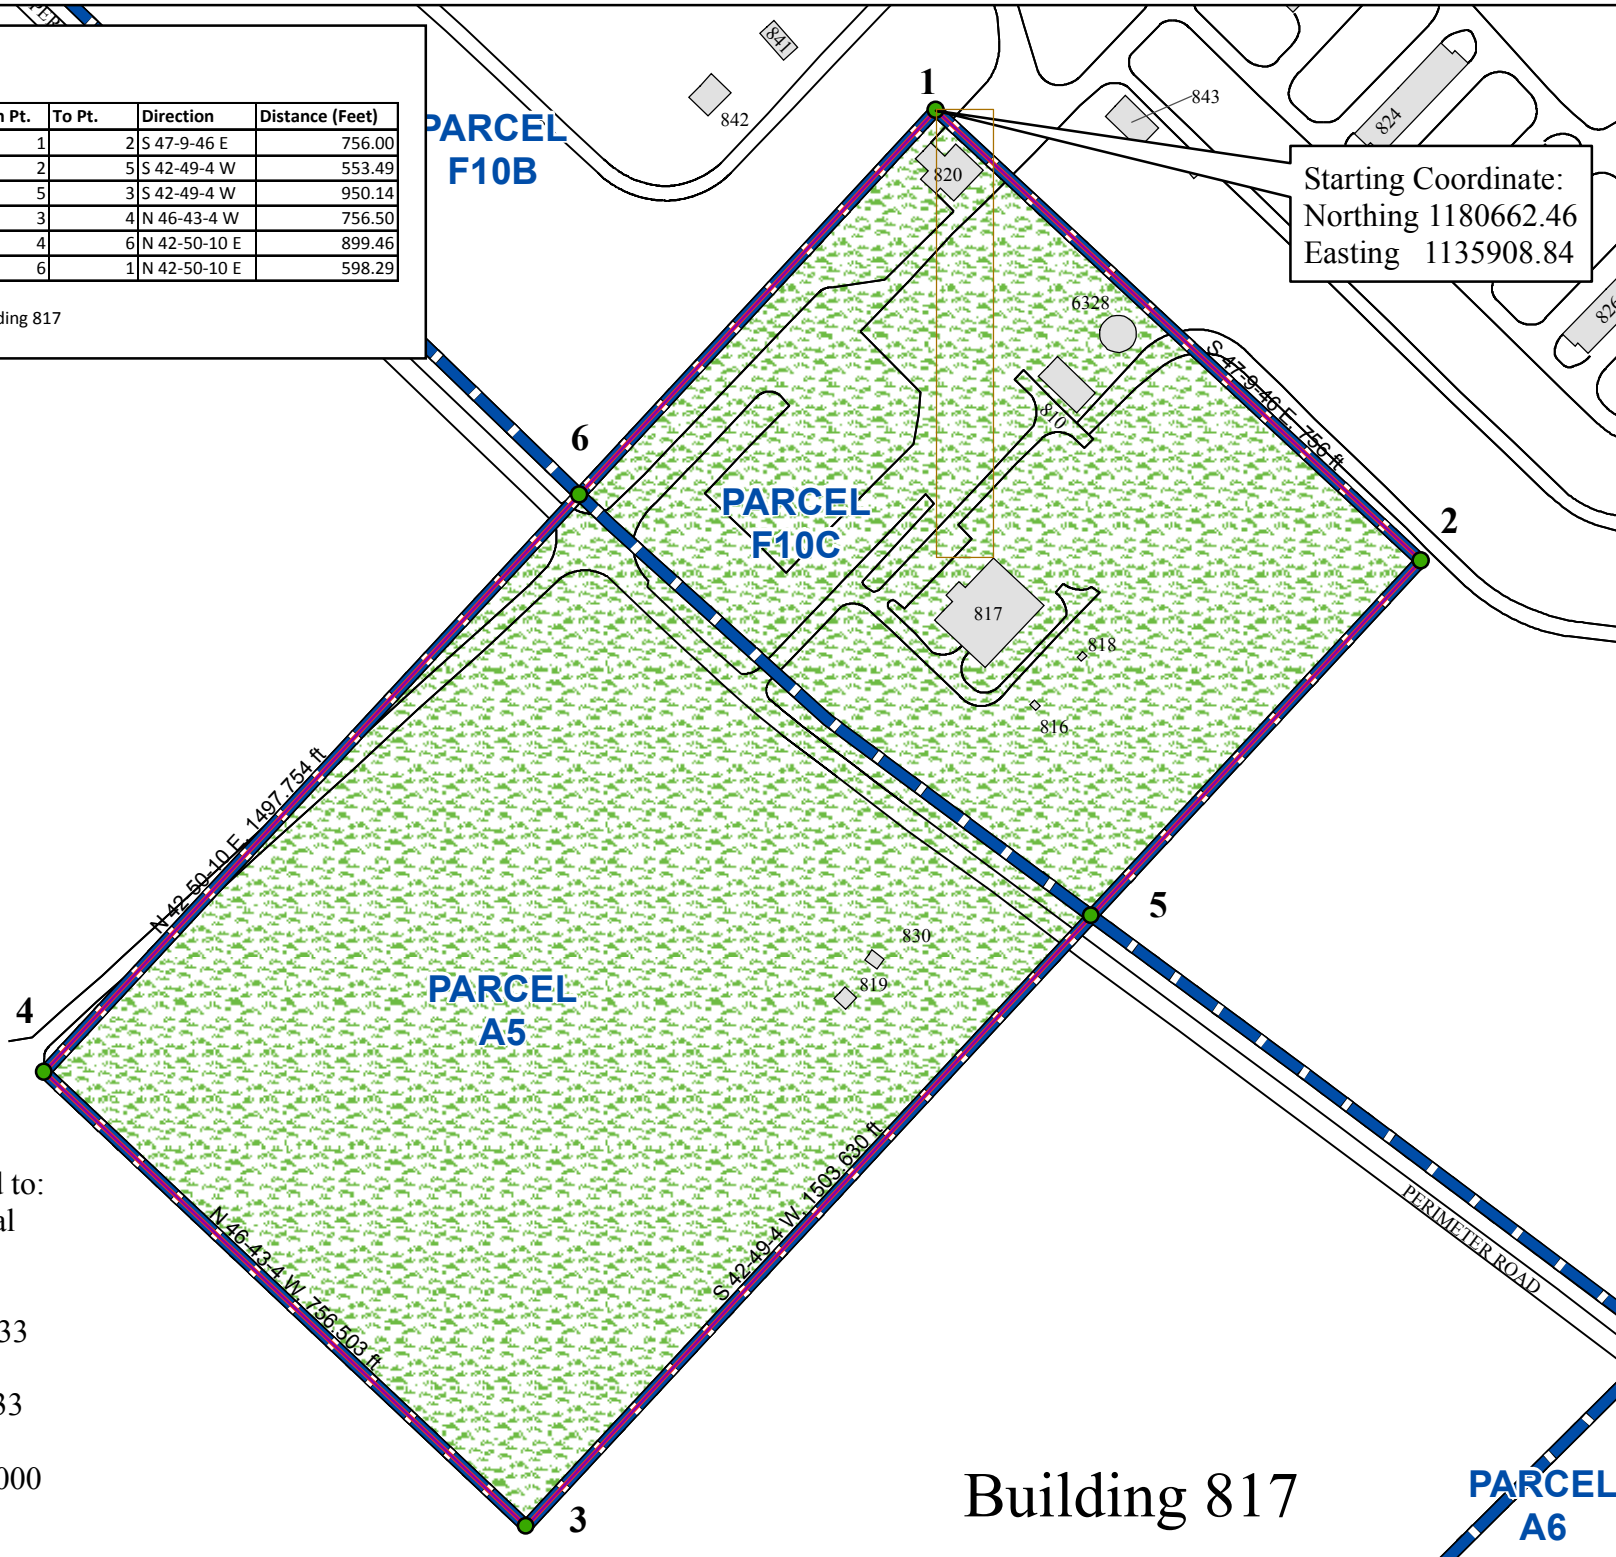 PER
841
842
n Pt. To Pt. Direction Distance (Feet)
1 2 S 47-9-46 E 756.00
2 5 S 42-49-4 W 553.49
5 3 S 42-49-4 W 950.14
3 4 N 46-43-4 W 756.50
4 6 N 42-50-10 E 899.46
6 1 N 42-50-10 E 598.29
ding 817
PARCEL
F10B
1
843
824
820
Starting Coordinate:
Northing 1180662.46
Easting 1135908.84
826
6328
810
S 47-9-46 E, 756 ft
6
PARCEL
F10C
2
817
818
816
N 42-50-10 E, 1497.754 ft
5
830
819
PARCEL
A5
4
d to:
al
33
33
000
N 46-43-4 W, 756.503 ft
S 42-49-4 W, 1503.630 ft
PERIMETER ROAD
3
Building 817
PARCEL
A6